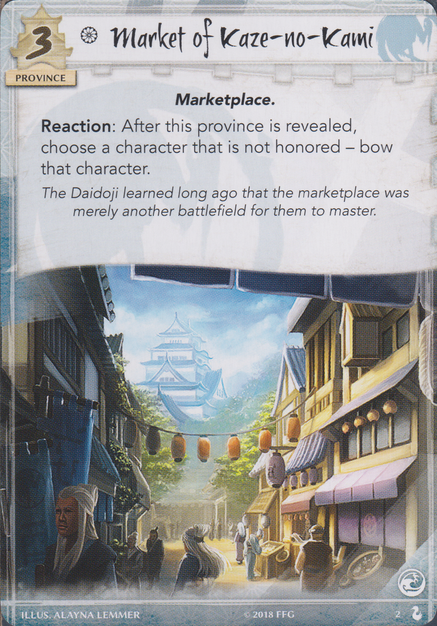 3
Market of Kaze-no-Kami
PROVINCE
Marketplace.
Reaction: After this province is revealed,
choose a character that is not honored – bow
that character.
The Daidoji learned long ago that the marketplace was
merely another battlefield for them to master.
ILLUS. ALAYNA LEMMER
© 2018 FFG
2